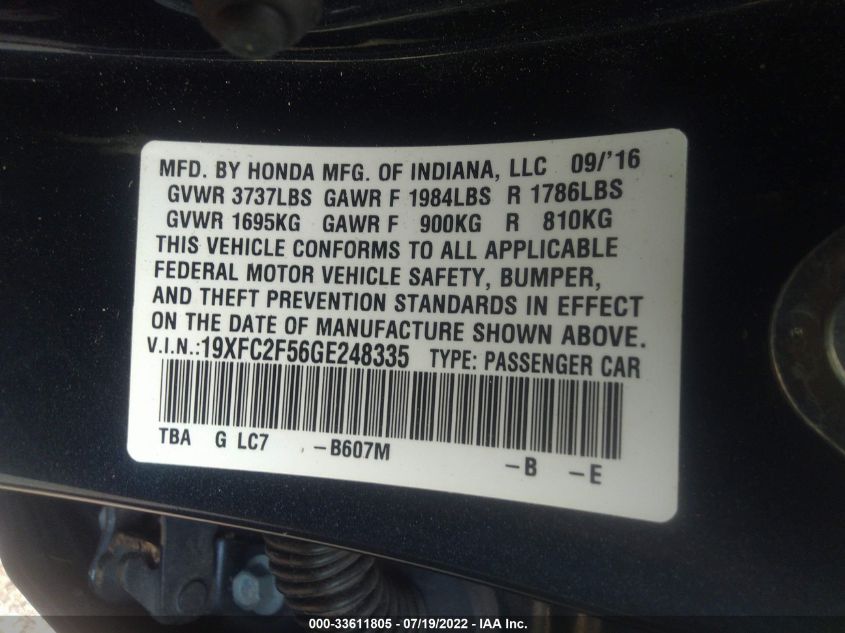 MFD. BY HONDA MFG. OF INDIANA, LLC 09/'16
GVWR 3737LBS GAWR F 1984LBS R 1786LBS
GVWR 1695KG GAWR F 900KG R 810KG
THIS VEHICLE CONFORMS TO ALL APPLICABLE
FEDERAL MOTOR VEHICLE SAFETY, BUMPER,
AND THEFT PREVENTION STANDARDS IN EFFECT
ON THE DATE OF MANUFACTURE SHOWN ABOVE.
V.I.N.:19XFC2F56GE248335 TYPE: PASSENGER CAR
TBA G LC7 -B607M -B -E
000-33611805 - 07/19/2022 - IAA Inc.